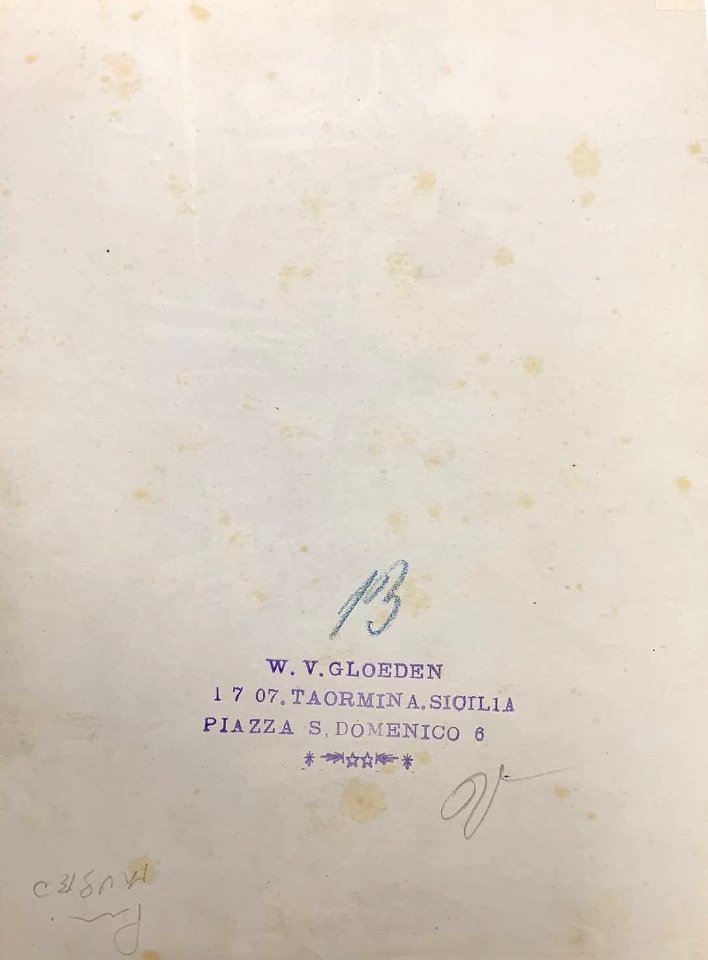 13
W. V. GLOEDEN
1 7 07. TAORMINA. SICILIA
PIAZZA S. DOMENICO 6